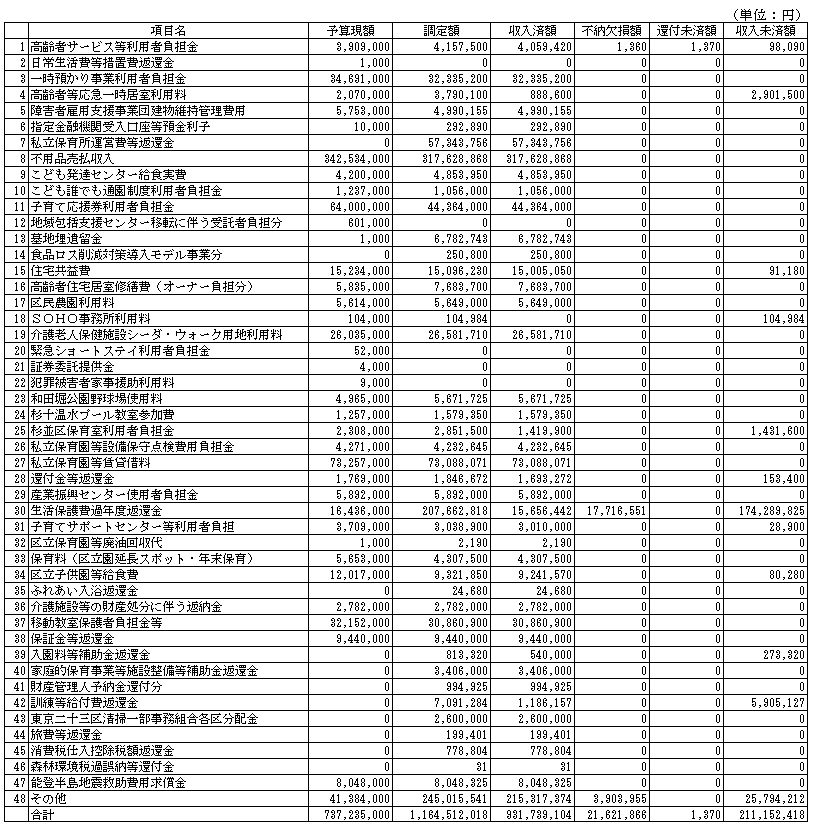 （単位：円）
項目名 予算現額 調定額 収入済額 不納欠損額 還付未済額 収入未済額
1 高齢者サービス等利用者負担金 3,909,000 4,157,500 4,059,420 1,360 1,370 98,090
2 日常生活費等措置費返還金 1,000 0 0 0 0 0
3 一時預かり事業利用者負担金 34,691,000 32,335,200 32,335,200 0 0 0
4 高齢者等応急一時居室利用料 2,070,000 3,790,100 888,600 0 0 2,901,500
5 障害者雇用支援事業団建物維持管理費用 5,753,000 4,990,155 4,990,155 0 0 0
6 指定金融機関受入口座等預金利子 10,000 292,890 292,890 0 0 0
7 私立保育所運営費等返還金 0 57,343,756 57,343,756 0 0 0
8 不用品売払収入 342,534,000 317,628,868 317,628,868 0 0 0
9 こども発達センター給食実費 4,200,000 4,853,950 4,853,950 0 0 0
10 こども誰でも通園制度利用者負担金 1,237,000 1,056,000 1,056,000 0 0 0
11 子育て応援券利用者負担金 64,000,000 44,364,000 44,364,000 0 0 0
12 地域包括支援センター移転に伴う受託者負担分 601,000 0 0 0 0 0
13 墓地埋遺留金 1,000 6,782,743 6,782,743 0 0 0
14 食品ロス削減対策導入モデル事業分 0 250,800 250,800 0 0 0
15 住宅共益費 15,234,000 15,096,230 15,005,050 0 0 91,180
16 高齢者住宅居室修繕費（オーナー負担分） 5,835,000 7,683,700 7,683,700 0 0 0
17 区民農園利用料 5,614,000 5,649,000 5,649,000 0 0 0
18 ＳＯＨＯ事務所利用料 104,000 104,984 0 0 0 104,984
19 介護老人保健施設シーダ・ウォーク用地利用料 26,035,000 26,581,710 26,581,710 0 0 0
20 緊急ショートステイ利用者負担金 52,000 0 0 0 0 0
21 証券委託提供金 4,000 0 0 0 0 0
22 犯罪被害者家事援助利用料 9,000 0 0 0 0 0
23 和田堀公園野球場使用料 4,965,000 5,671,725 5,671,725 0 0 0
24 杉十温水プール教室参加費 1,257,000 1,579,350 1,579,350 0 0 0
25 杉並区保育室利用者負担金 2,308,000 2,851,500 1,419,900 0 0 1,431,600
26 私立保育園等設備保守点検費用負担金 4,271,000 4,232,645 4,232,645 0 0 0
27 私立保育園等賃貸借料 73,257,000 73,088,071 73,088,071 0 0 0
28 還付金等返還金 1,769,000 1,846,672 1,693,272 0 0 153,400
29 産業振興センター使用者負担金 5,892,000 5,892,000 5,892,000 0 0 0
30 生活保護費過年度返還金 16,436,000 207,662,818 15,656,442 17,716,551 0 174,289,825
31 子育てサポートセンター等利用者負担 3,709,000 3,038,900 3,010,000 0 0 28,900
32 区立保育園等廃油回収代 1,000 2,190 2,190 0 0 0
33 保育料（区立園延長スポット・年末保育） 5,653,000 4,307,500 4,307,500 0 0 0
34 区立子供園等給食費 12,017,000 9,321,850 9,241,570 0 0 80,280
35 ふれあい入浴返還金 0 24,680 24,680 0 0 0
36 介護施設等の財産処分に伴う返納金 2,782,000 2,782,000 2,782,000 0 0 0
37 移動教室保護者負担金等 32,152,000 30,860,900 30,860,900 0 0 0
38 保証金等返還金 9,440,000 9,440,000 9,440,000 0 0 0
39 入園料等補助金返還金 0 813,320 540,000 0 0 273,320
40 家庭的保育事業等施設整備等補助金返還金 0 3,406,000 3,406,000 0 0 0
41 財産管理人予納金還付分 0 994,925 994,925 0 0 0
42 訓練等給付費返還金 0 7,091,284 1,186,157 0 0 5,905,127
43 東京二十三区清掃一部事務組合各区分配金 0 2,600,000 2,600,000 0 0 0
44 旅費等返還金 0 199,401 199,401 0 0 0
45 消費税仕入控除税額返還金 0 778,804 778,804 0 0 0
46 森林環境税過誤納等還付金 0 31 31 0 0 0
47 能登半島地震救助費用求償金 8,048,000 8,048,325 8,048,325 0 0 0
48 その他 41,384,000 245,015,541 215,317,374 3,903,955 0 25,794,212
合計 737,235,000 1,164,512,018 931,739,104 21,621,866 1,370 211,152,418